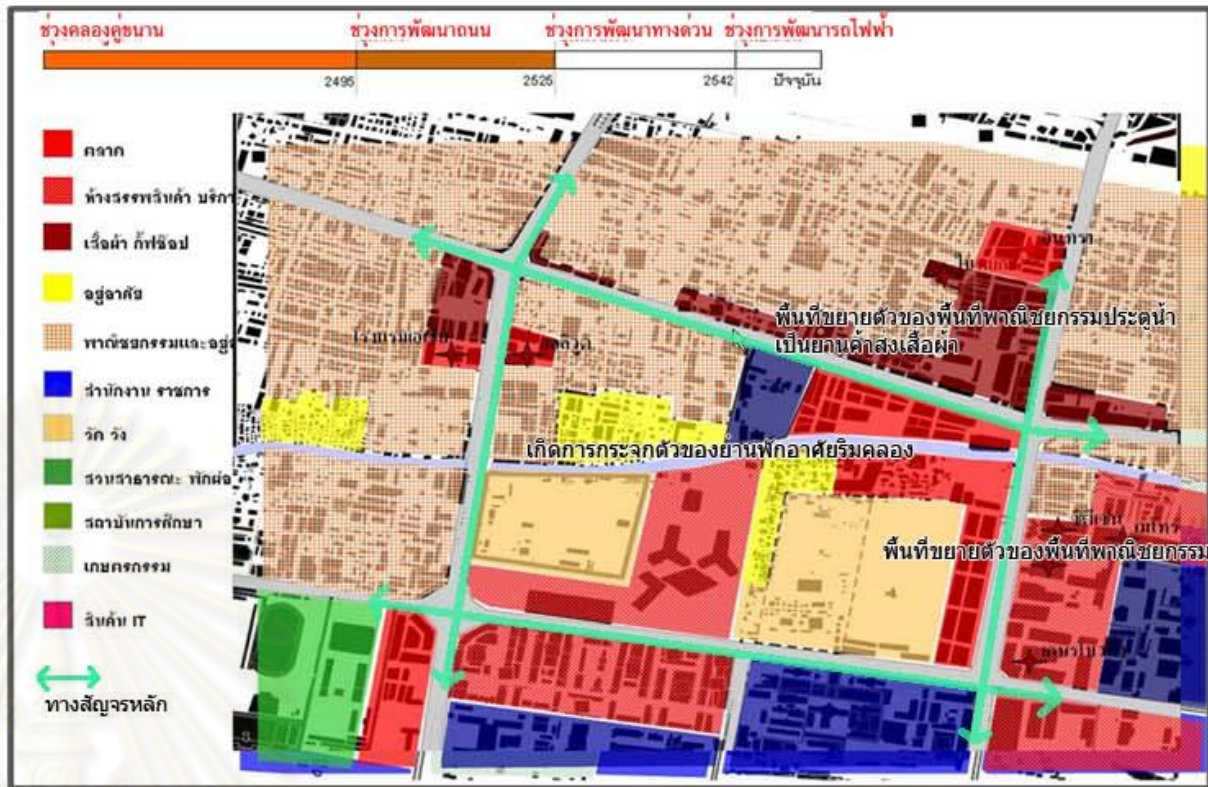 ช่วงคลองคู่ขนาน ช่วงการพัฒนาถนน ช่วงการพัฒนาทางด่วน ช่วงการพัฒนารถไฟฟ้า
2495 2525 2542 ปัจจุบัน
ตลาด
ห้างสรรพสินค้า บริกา
เสื้อผ้า กิ๊ฟช็อป
อยู่อาศัย
พาณิชยกรรมและอยู่
สำนักงาน ราชการ
วัด วัง
สวนสาธารณะ พักผ่อ
สถาบันการศึกษา
เกษตรกรรม
สินค้า IT
ทางสัญจรหลัก
อินทรา
พื้นที่ขยายตัวของพื้นที่พาณิชยกรรมประตูน้ำ
เป็นย่านค้าส่งเสื้อผ้า
เกิดการกระจุกตัวของย่านพักอาศัยริมคลอง
พื้นที่ขยายตัวของพื้นที่พาณิชยกรรม